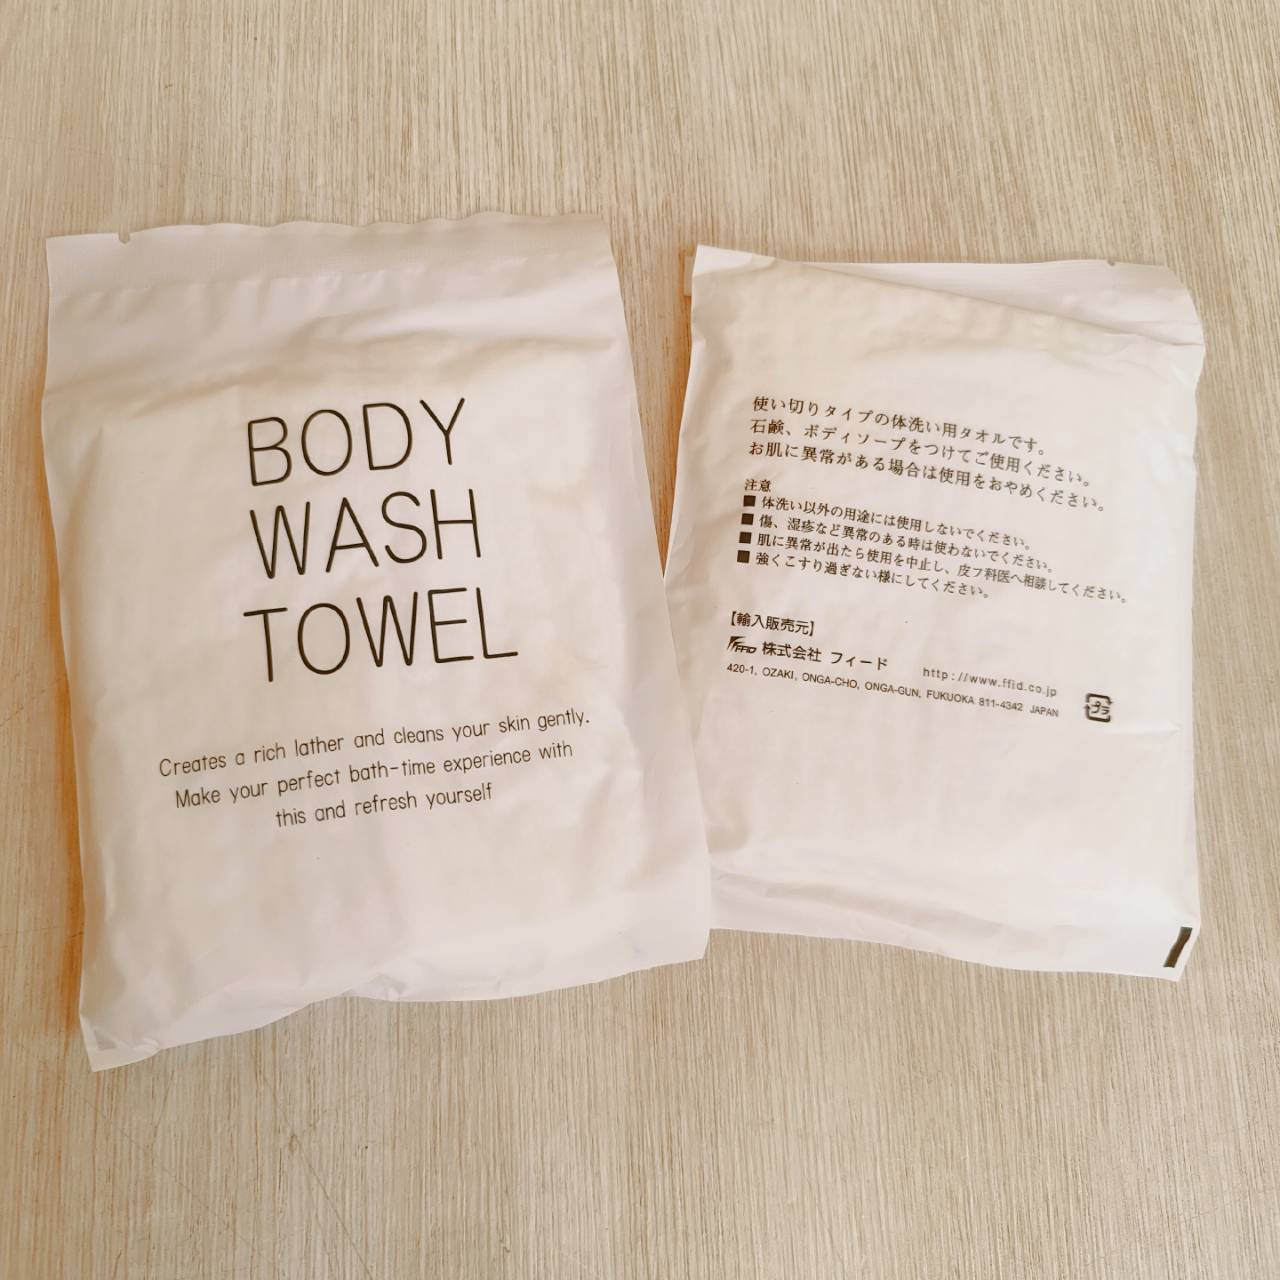 BODY
WASH
TOWEL
Creates a rich lather and cleans your skin gently.
Make your perfect bath-time experience with
this and refresh yourself
使い切りタイプの体洗い用タオルです。
石鹸、ボディソープをつけてご使用ください。
お肌に異常がある場合は使用をおやめください。
注意
■ 体洗い以外の用途には使用しないでください。
■ 傷、湿疹など異常のある時は使わないでください。
■ 肌に異常が出たら使用を中止し、皮フ科医へ相談してください。
■ 強くこすり過ぎない様にしてください。
【輸入販売元】
FFID 株式会社 フィード http://www.ffid.co.jp
420-1, OZAKI, ONGA-CHO, ONGA-GUN, FUKUOKA 811-4342 JAPAN
プラ